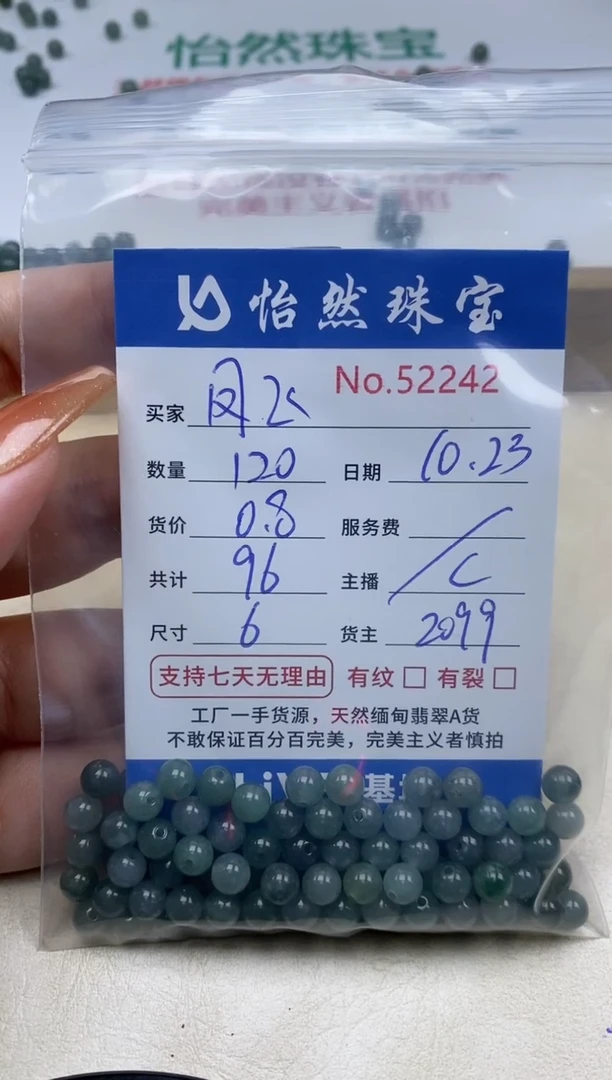 怡然珠宝
怡然珠宝
No.52242
买家 风飞
数量 120 日期 10.23
货价 0.8 服务费 /
共计 96 主播 C
尺寸 6 货主 2099
支持七天无理由 有纹 □ 有裂 □
工厂一手货源，天然缅甸翡翠A货
不敢保证百分百完美，完美主义者慎拍